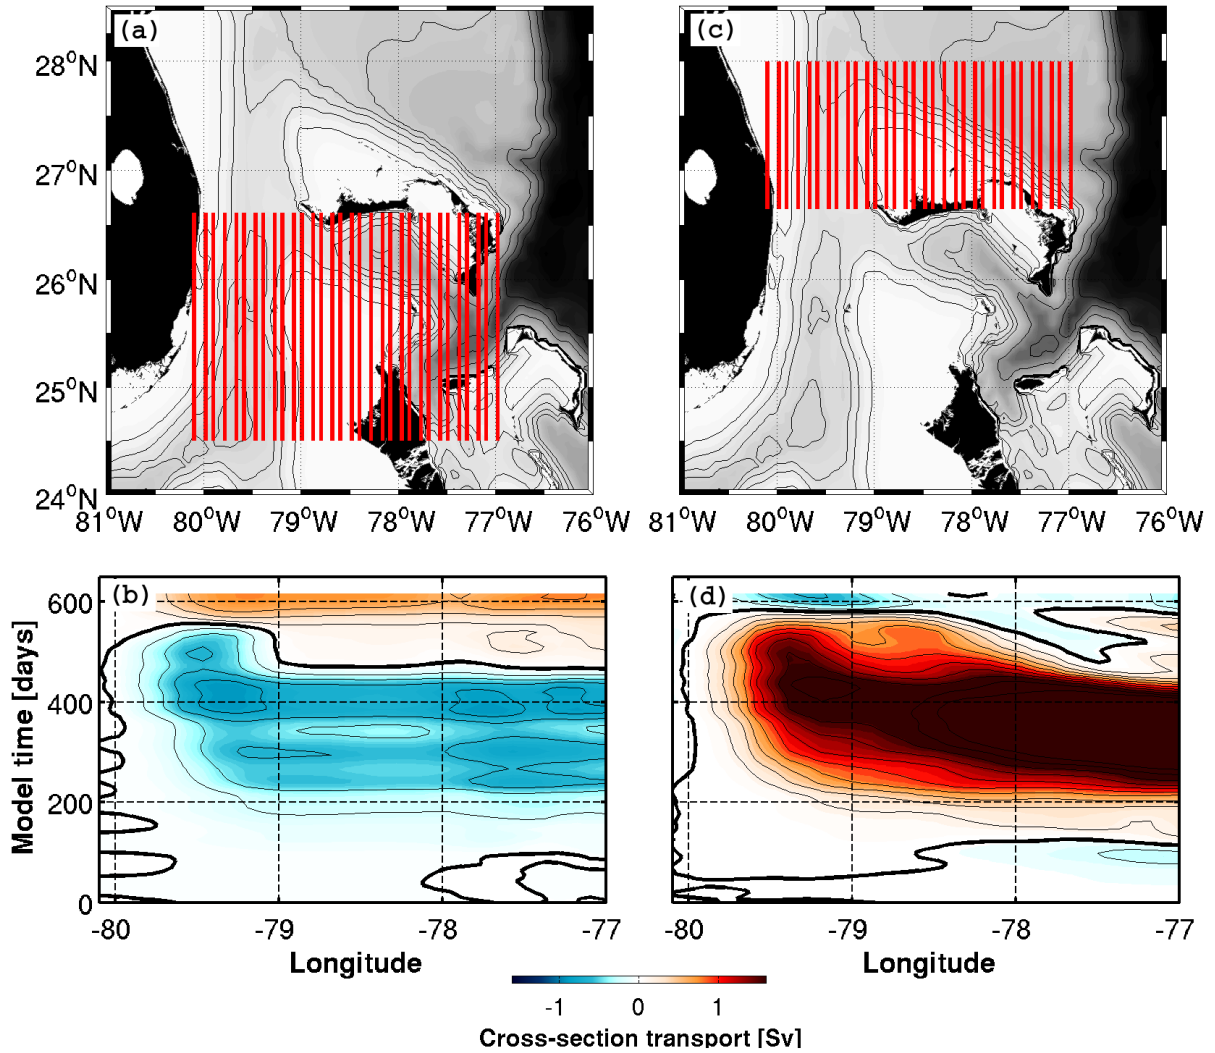 (a)
(c)
28°N
27°N
26°N
25°N
24°N
81°W 80°W 79°W 78°W 77°W 76°W
81°W 80°W 79°W 78°W 77°W 76°W
(b)
(d)
600
400
200
0
Model time [days]
-80 -79 -78 -77
-80 -79 -78 -77
Longitude
Longitude
-1 0 1
Cross-section transport [Sv]